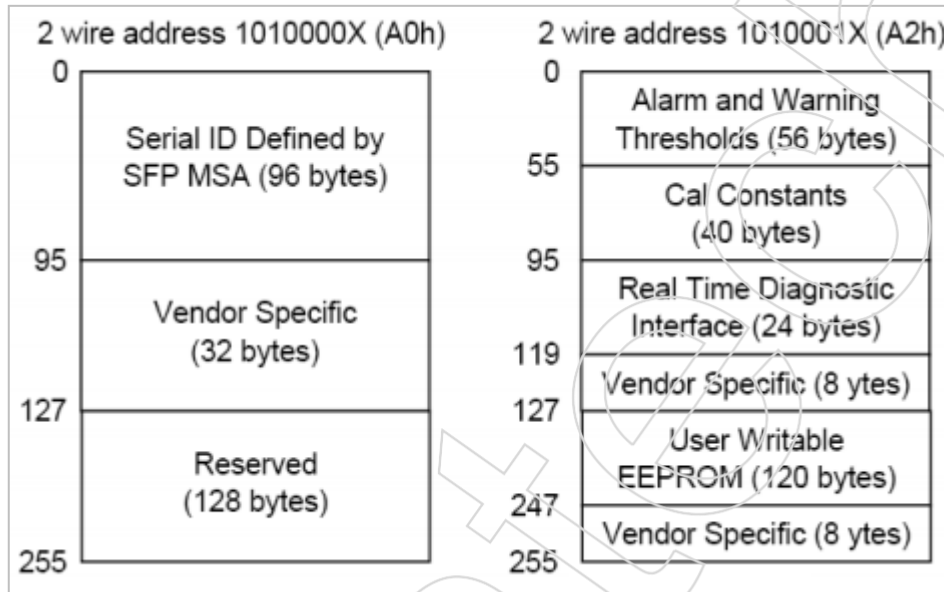 2 wire address 1010000X (A0h)
0
Serial ID Defined by
SFP MSA (96 bytes)
95
Vendor Specific
(32 bytes)
127
Reserved
(128 bytes)
255
2 wire address 1010001X (A2h)
0
Alarm and Warning
Thresholds (56 bytes)
55
Cal Constants
(40 bytes)
95
Real Time Diagnostic
Interface (24 bytes)
119
Vendor Specific (8 ytes)
127
User Writable
EEPROM (120 bytes)
247
Vendor Specific (8 ytes)
255